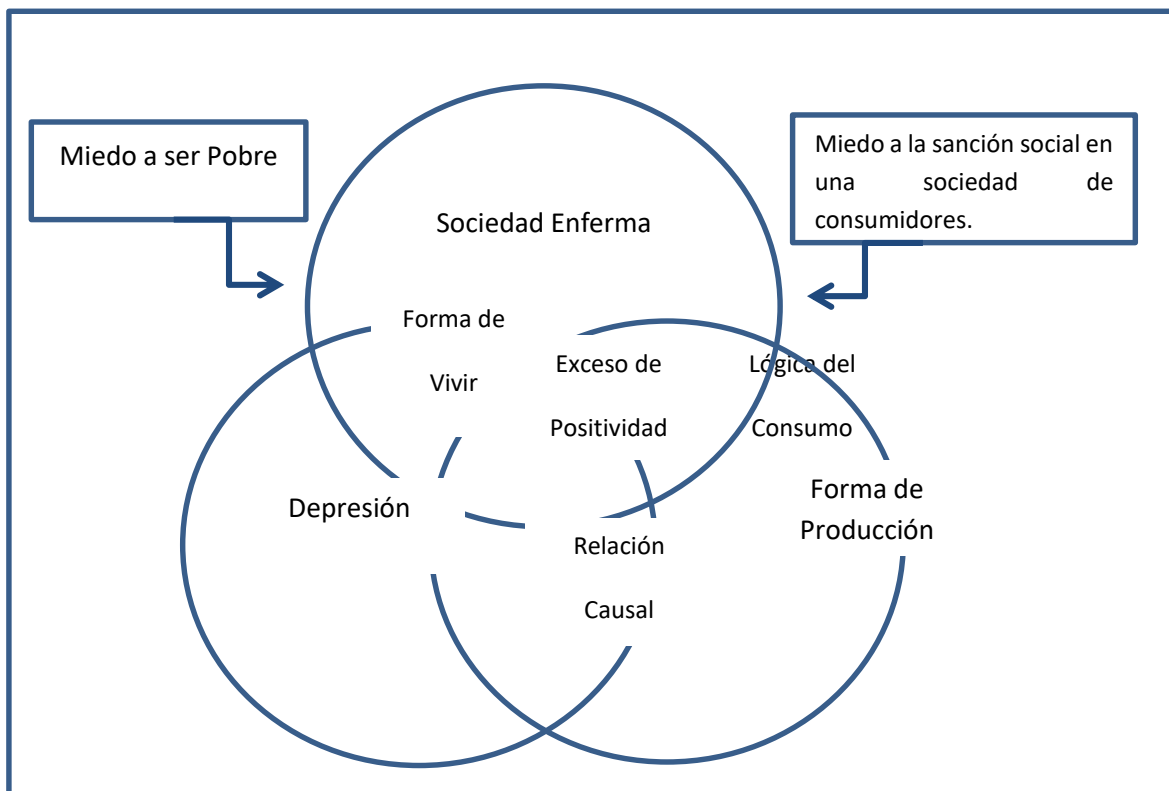 Miedo a ser Pobre
Miedo a la sanción social en
una sociedad de
consumidores.
Sociedad Enferma
Forma de
Vivir
Exceso de
Positividad
Lógica del
Consumo
Depresión
Forma de
Producción
Relación
Causal